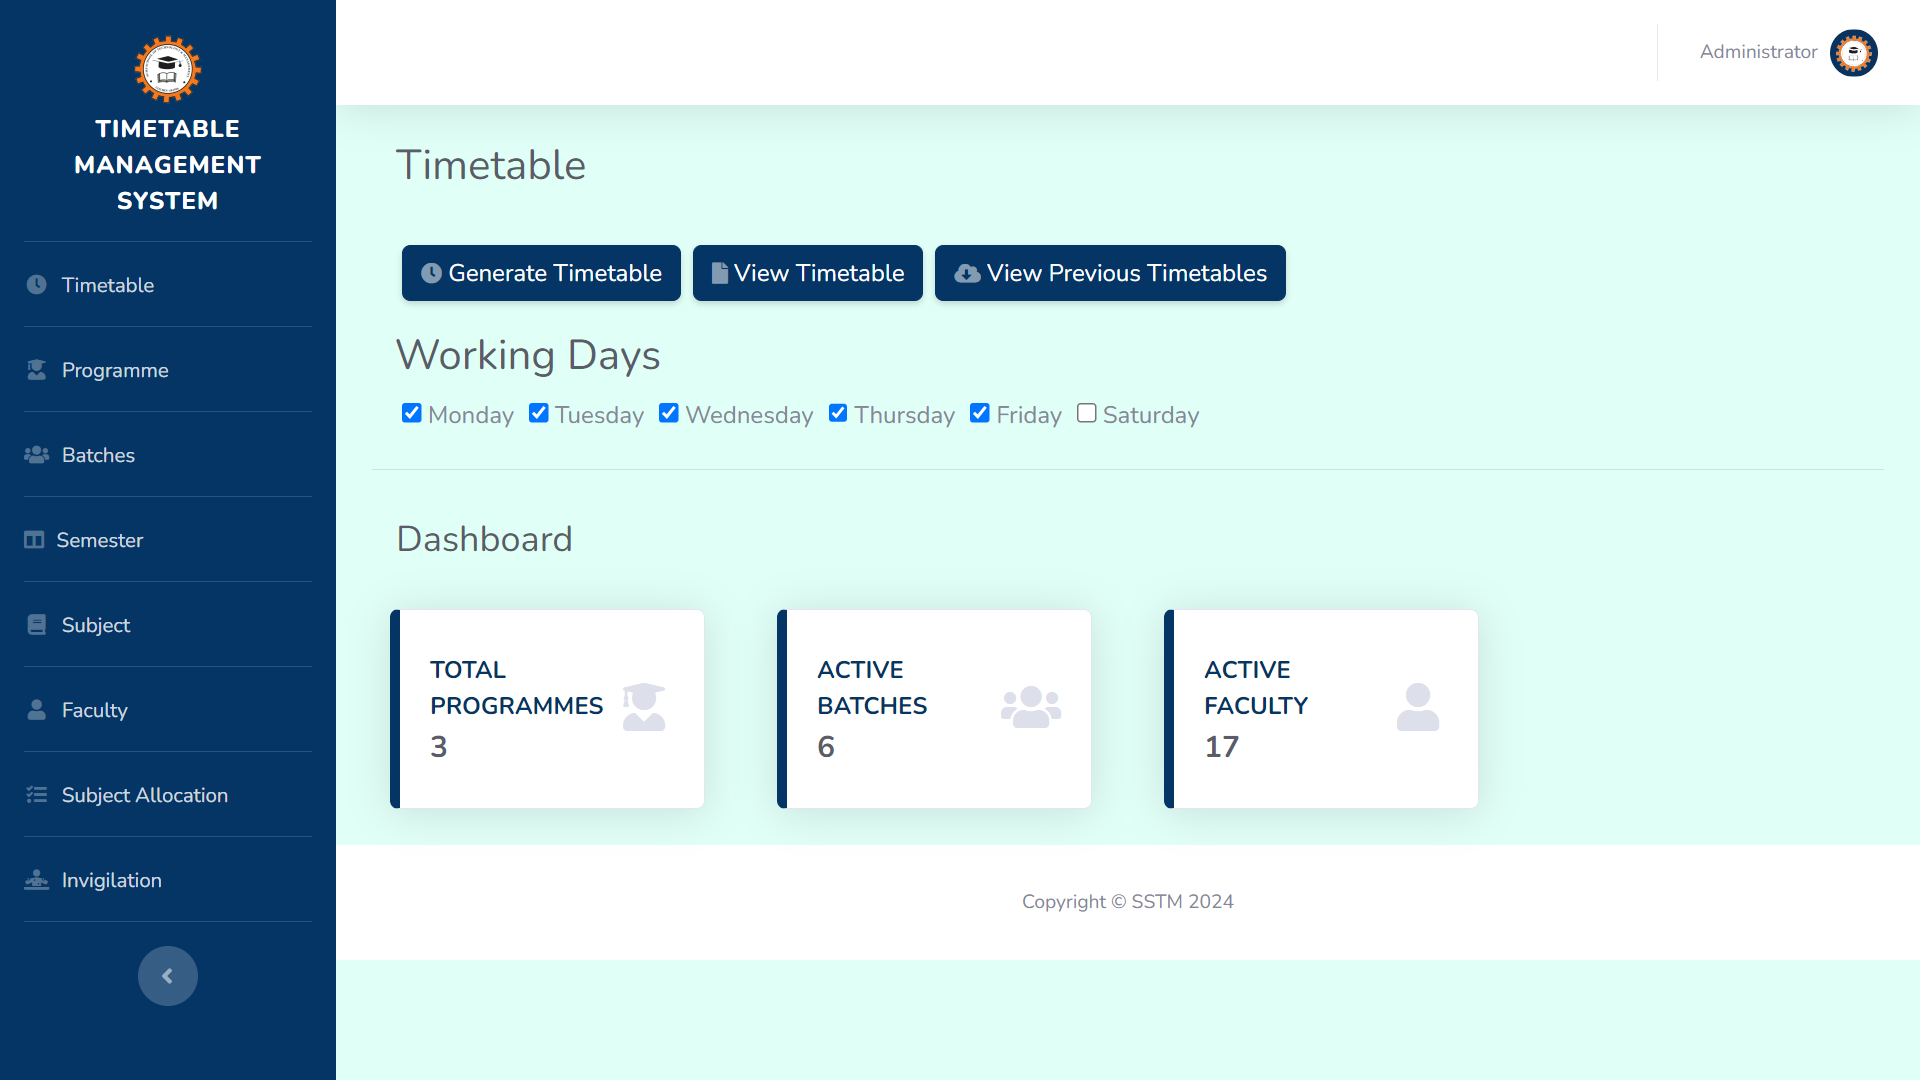 TIMETABLE
MANAGEMENT
SYSTEM
Timetable
Programme
Batches
Semester
Subject
Faculty
Subject Allocation
Invigilation
Administrator
Timetable
Generate Timetable
View Timetable
View Previous Timetables
Working Days
Monday Tuesday Wednesday Thursday Friday Saturday
Dashboard
TOTAL
PROGRAMMES
3
ACTIVE
BATCHES
6
ACTIVE
FACULTY
17
Copyright © SSTM 2024